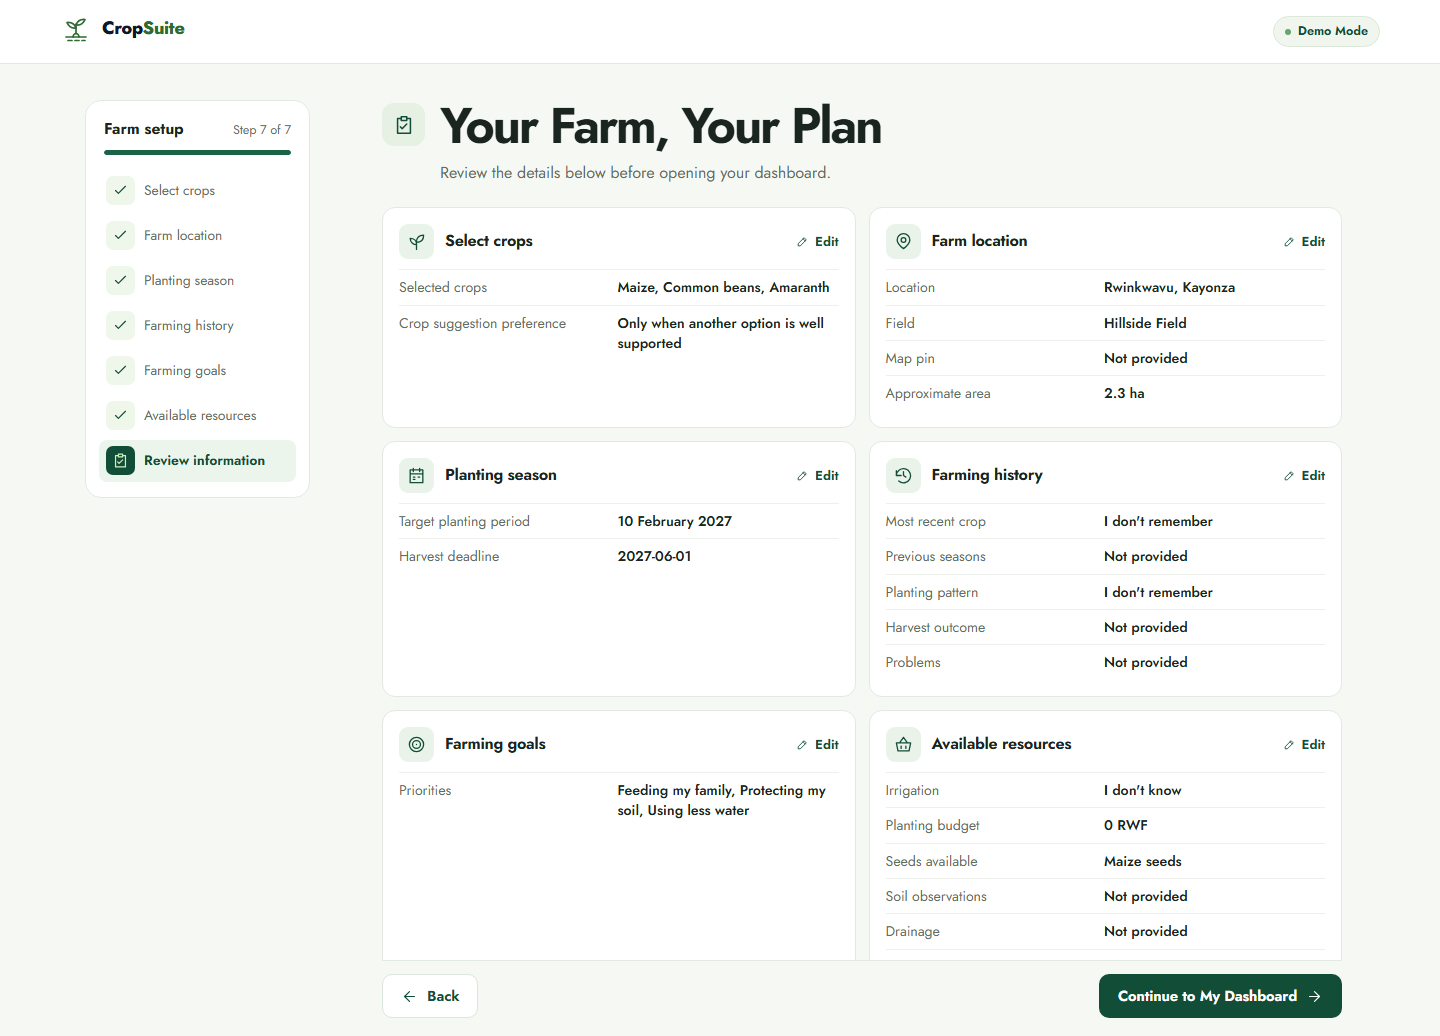 CropSuite
Demo Mode
Farm setup
Step 7 of 7
Select crops
Farm location
Planting season
Farming history
Farming goals
Available resources
Review information
Your Farm, Your Plan
Review the details below before opening your dashboard.
Select crops
Edit
Selected crops
Maize, Common beans, Amaranth
Crop suggestion preference
Only when another option is well
supported
Farm location
Edit
Location
Rwinkwavu, Kayonza
Field
Hillside Field
Map pin
Not provided
Approximate area
2.3 ha
Planting season
Edit
Target planting period
10 February 2027
Harvest deadline
2027-06-01
Farming history
Edit
Most recent crop
I don't remember
Previous seasons
Not provided
Planting pattern
I don't remember
Harvest outcome
Not provided
Problems
Not provided
Farming goals
Edit
Priorities
Feeding my family, Protecting my
soil, Using less water
Available resources
Edit
Irrigation
I don't know
Planting budget
0 RWF
Seeds available
Maize seeds
Soil observations
Not provided
Drainage
Not provided
Back
Continue to My Dashboard